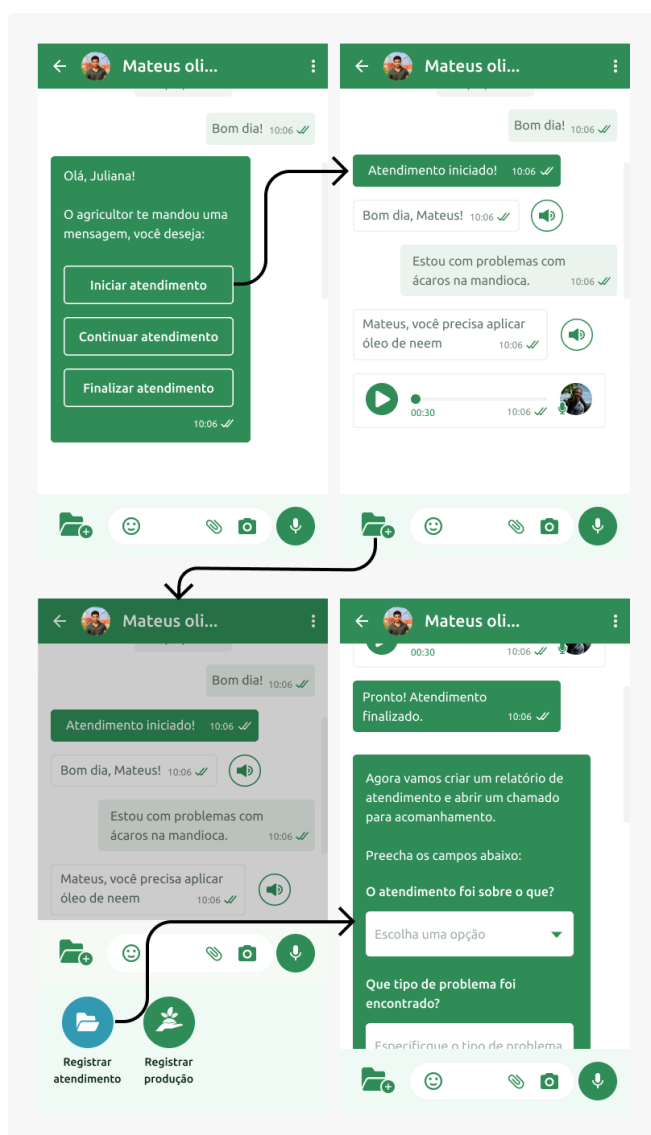 Mateus oli...
Bom dia! 10:06
Olá, Juliana!
O agricultor te mandou uma
mensagem, você deseja:
Iniciar atendimento
Continuar atendimento
Finalizar atendimento
10:06
Mateus oli...
Bom dia! 10:06
Atendimento iniciado! 10:06
Bom dia, Mateus! 10:06
Estou com problemas com
ácaros na mandioca. 10:06
Mateus, você precisa aplicar
óleo de neem 10:06
00:30 10:06
Mateus oli...
Bom dia! 10:06
Atendimento iniciado! 10:06
Bom dia, Mateus! 10:06
Estou com problemas com
ácaros na mandioca. 10:06
Mateus, você precisa aplicar
óleo de neem 10:06
Registrar
atendimento
Registrar
produção
Mateus oli...
00:30 10:06
Pronto! Atendimento
finalizado. 10:06
Agora vamos criar um relatório de
atendimento e abrir um chamado
para acomanhamento.
Preecha os campos abaixo:
O atendimento foi sobre o que?
Escolha uma opção
Que tipo de problema foi
encontrado?
Específicque o tipo de problema